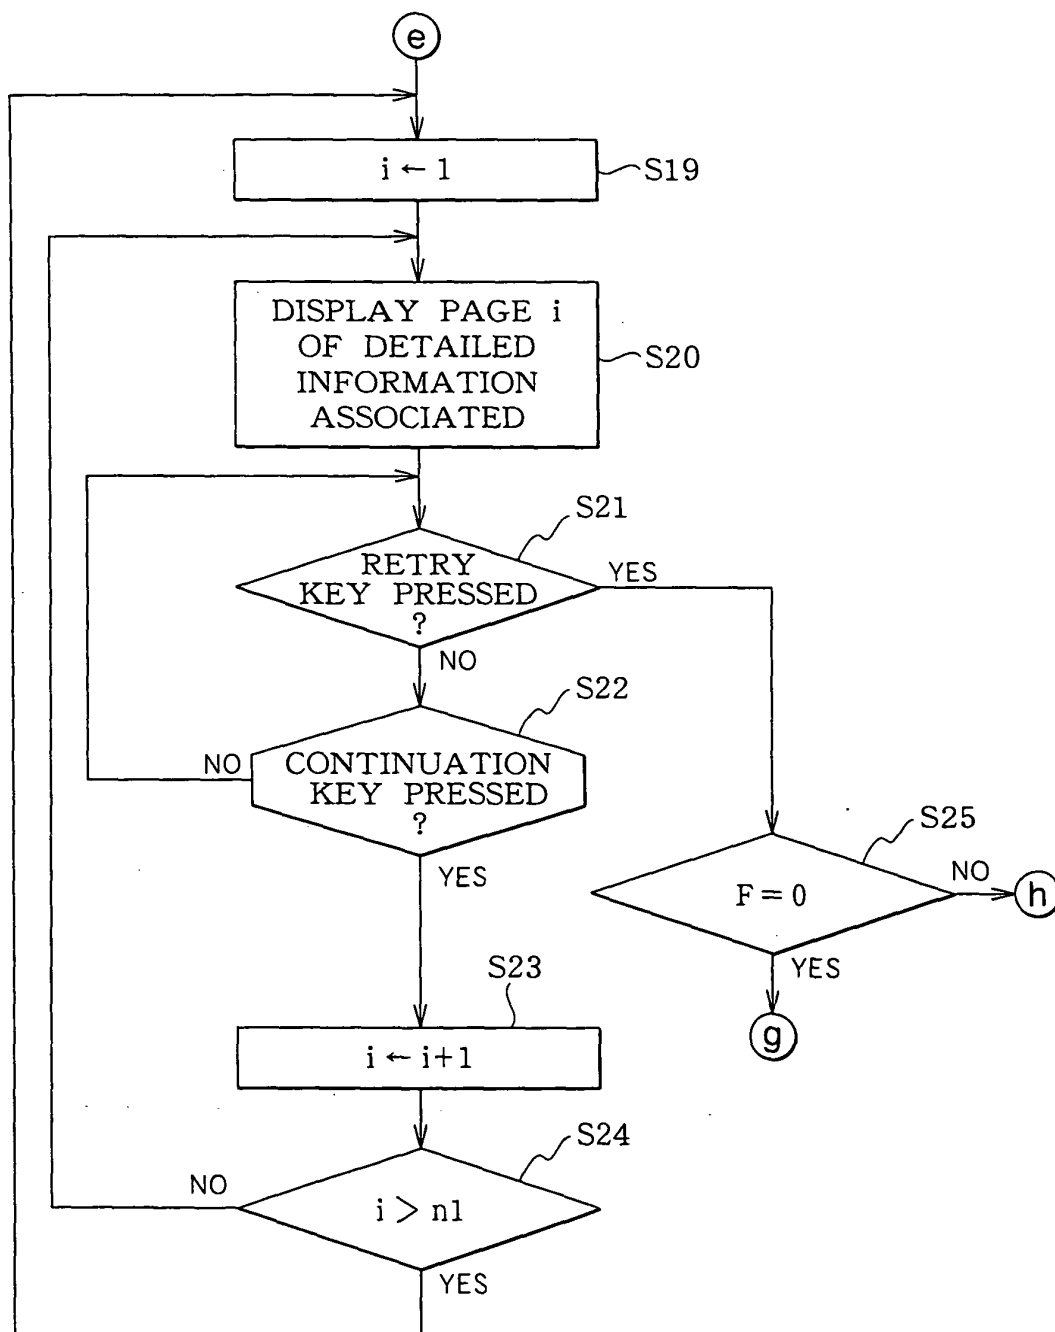 e
i ← 1
S19
DISPLAY PAGE i
OF DETAILED
INFORMATION
ASSOCIATED
S20
S21
RETRY
KEY PRESSED
?
YES
NO
S22
CONTINUATION
KEY PRESSED
?
NO
YES
S25
F = 0
NO
h
YES
g
S23
i ← i+1
S24
i > n1
NO
YES